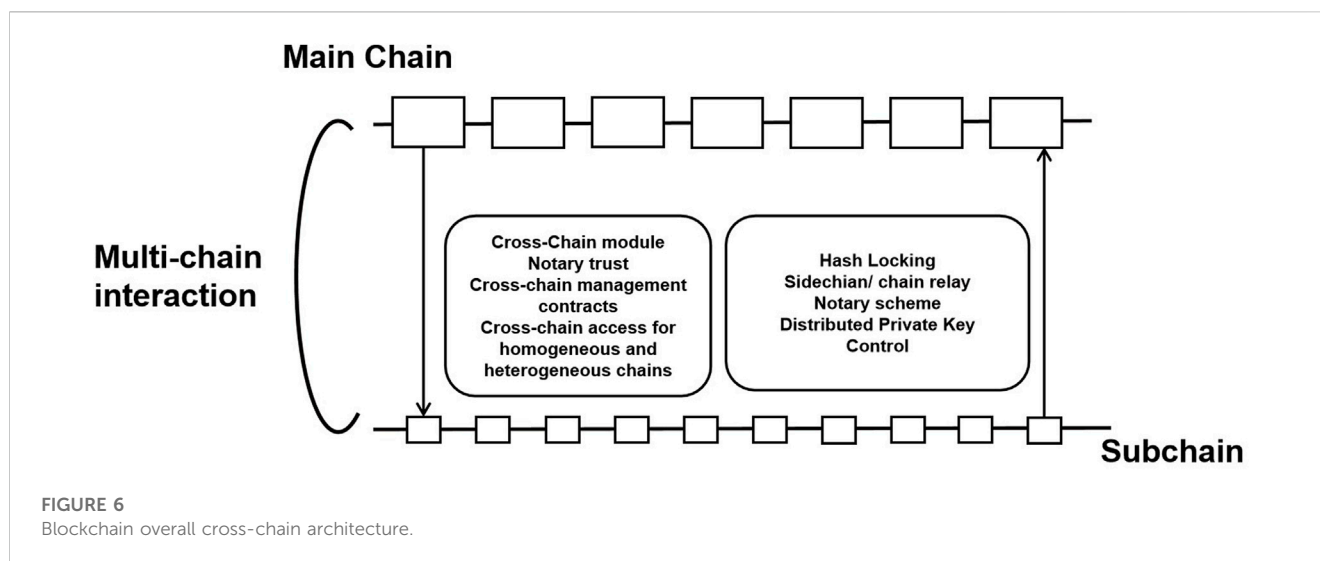 Main Chain
Multi-chain
interaction
Cross-Chain module
Notary trust
Cross-chain management
contracts
Cross-chain access for
homogeneous and
heterogeneous chains
Hash Locking
Sidechian/ chain relay
Notary scheme
Distributed Private Key
Control
Subchain
FIGURE 6
Blockchain overall cross-chain architecture.